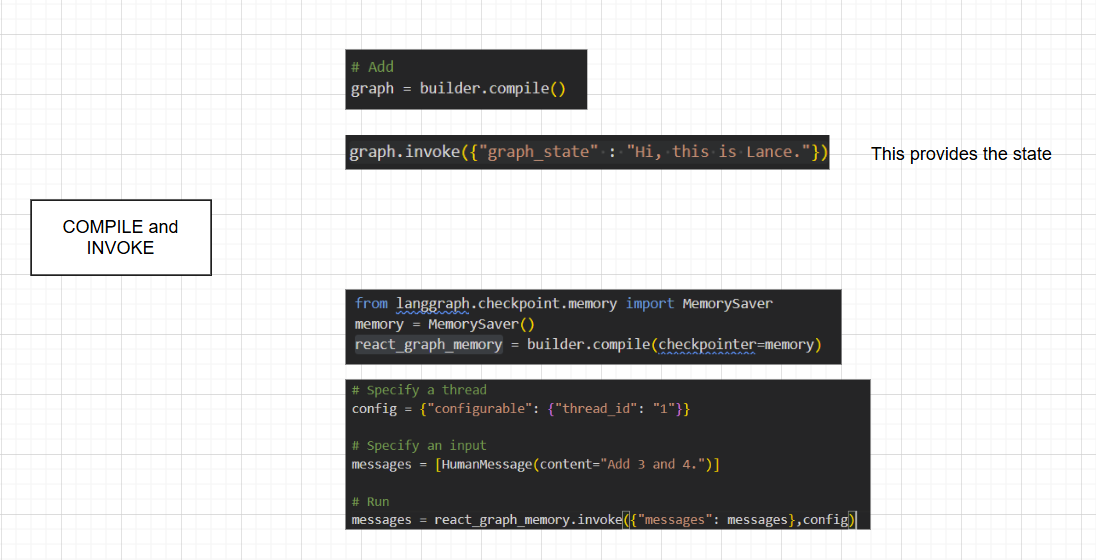 # Add
graph = builder.compile()
graph.invoke({"graph_state" : "Hi, this is Lance."})
This provides the state
COMPILE and
INVOKE
from langgraph.checkpoint.memory import MemorySaver
memory = MemorySaver()
react_graph_memory = builder.compile(checkpointer=memory)
# Specify a thread
config = {"configurable": {"thread_id": "1"}}
# Specify an input
messages = [HumanMessage(content="Add 3 and 4.")]
# Run
messages = react_graph_memory.invoke({"messages": messages},config)